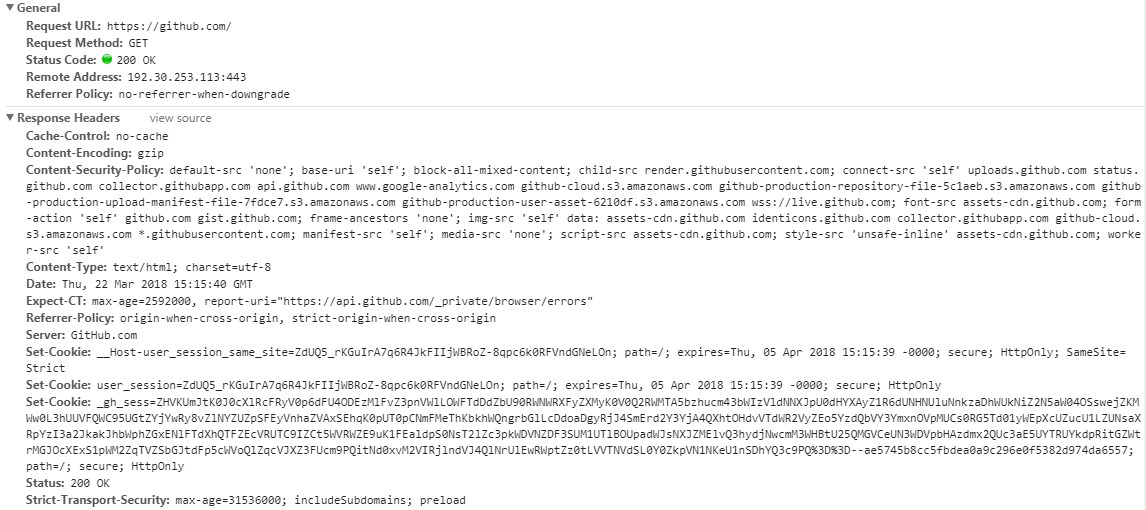 General
Request URL: https://github.com/
Request Method: GET
Status Code: 200 OK
Remote Address: 192.30.253.113:443
Referrer Policy: no-referrer-when-downgrade
Response Headers view source
Cache-Control: no-cache
Content-Encoding: gzip
Content-Security-Policy: default-src 'none'; base-uri 'self'; block-all-mixed-content; child-src render.githubusercontent.com; connect-src 'self' uploads.github.com status.
github.com collector.githubapp.com api.github.com www.google-analytics.com github-cloud.s3.amazonaws.com github-production-repository-file-5c1aeb.s3.amazonaws.com github
-production-upload-manifest-file-7fdce7.s3.amazonaws.com github-production-user-asset-6210df.s3.amazonaws.com wss://live.github.com; font-src assets-cdn.github.com; form
-action 'self' github.com gist.github.com; frame-ancestors 'none'; img-src 'self' data: assets-cdn.github.com identicons.github.com collector.githubapp.com github-cloud.
s3.amazonaws.com *.githubusercontent.com; manifest-src 'self'; media-src 'none'; script-src assets-cdn.github.com; style-src 'unsafe-inline' assets-cdn.github.com; worke
r-src 'self'
Content-Type: text/html; charset=utf-8
Date: Thu, 22 Mar 2018 15:15:40 GMT
Expect-CT: max-age=2592000, report-uri="https://api.github.com/_private/browser/errors"
Referrer-Policy: origin-when-cross-origin, strict-origin-when-cross-origin
Server: GitHub.com
Set-Cookie: __Host-user_session_same_site=ZdUQ5_rKGuIrA7q6R4JkFIIjWBRoZ-8qpc6k0RFVndGNeLOn; path=/; expires=Thu, 05 Apr 2018 15:15:39 -0000; secure; HttpOnly; SameSite=
Strict
Set-Cookie: user_session=ZdUQ5_rKGuIrA7q6R4JkFIIjWBRoZ-8qpc6k0RFVndGNeLOn; path=/; expires=Thu, 05 Apr 2018 15:15:39 -0000; secure; HttpOnly
Set-Cookie:
path=/; secure; HttpOnly
Status: 200 OK
Strict-Transport-Security: max-age=31536000; includeSubdomains; preload